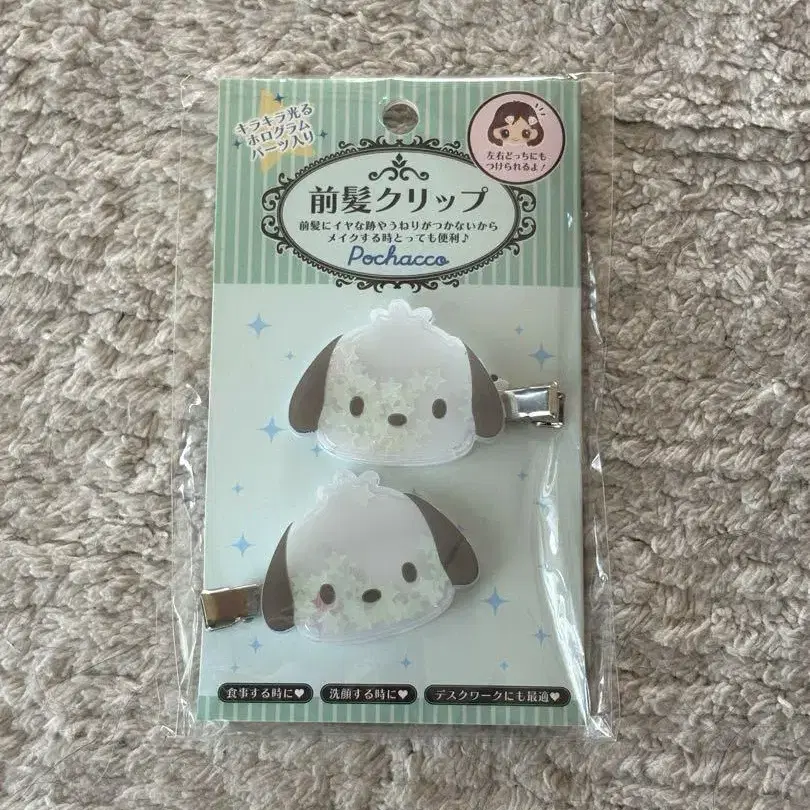 キラキラ光る
ホログラム
パーツ入り
左右どっちにも
つけられるよ!
前髪クリップ
前髪にイヤな跡やうねりがつかないから
メイクする時とっても便利♪
Pochacco
食事する時に♥
洗顔する時に♥
デスクワークにも最適♥